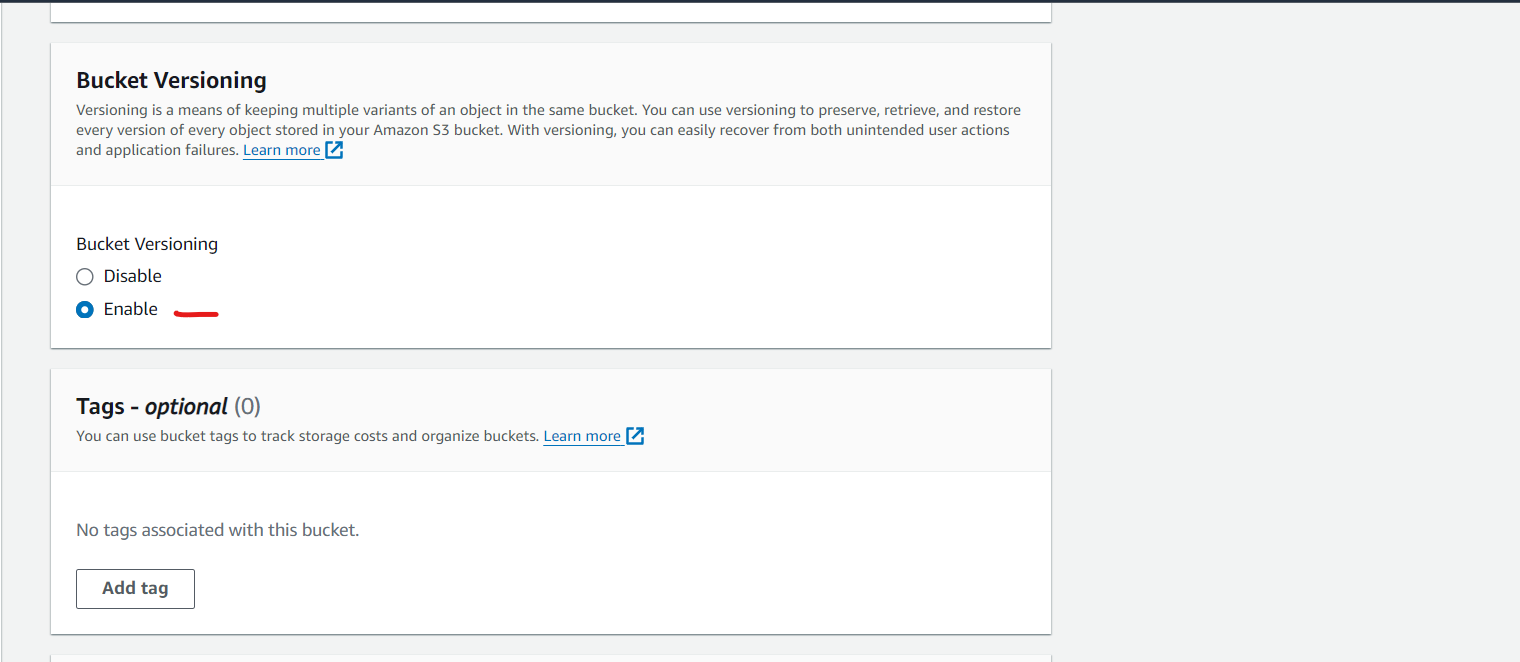 Bucket Versioning
Versioning is a means of keeping multiple variants of an object in the same bucket. You can use versioning to preserve, retrieve, and restore
every version of every object stored in your Amazon S3 bucket. With versioning, you can easily recover from both unintended user actions
and application failures. Learn more
Bucket Versioning
Disable
Enable
Tags - optional (0)
You can use bucket tags to track storage costs and organize buckets. Learn more
No tags associated with this bucket.
Add tag